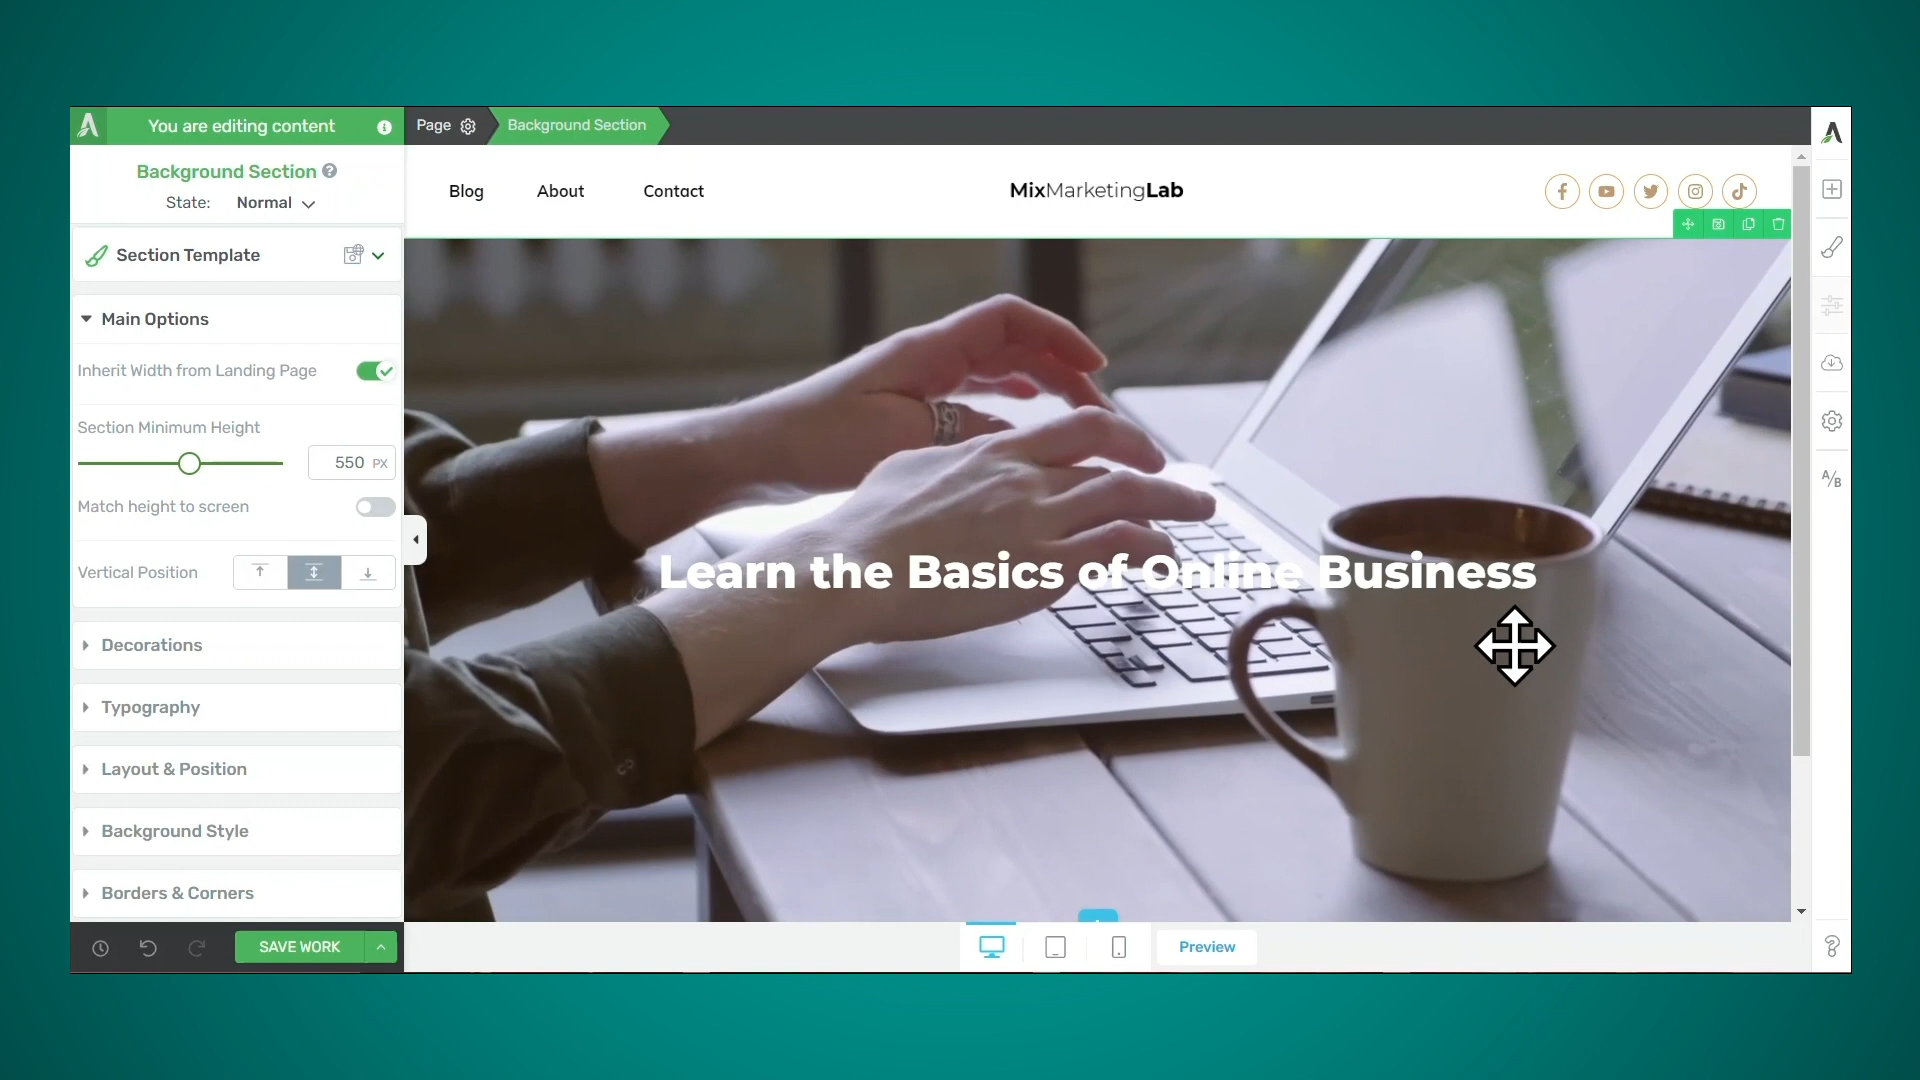 You are editing content
Page
Background Section
Background Section
State: Normal
Section Template
Main Options
Inherit Width from Landing Page
Section Minimum Height
550 PX
Match height to screen
Vertical Position
Decorations
Typography
Layout & Position
Background Style
Borders & Corners
SAVE WORK
Blog
About
Contact
MixMarketingLab
Learn the Basics of Online Business
Preview
A/B